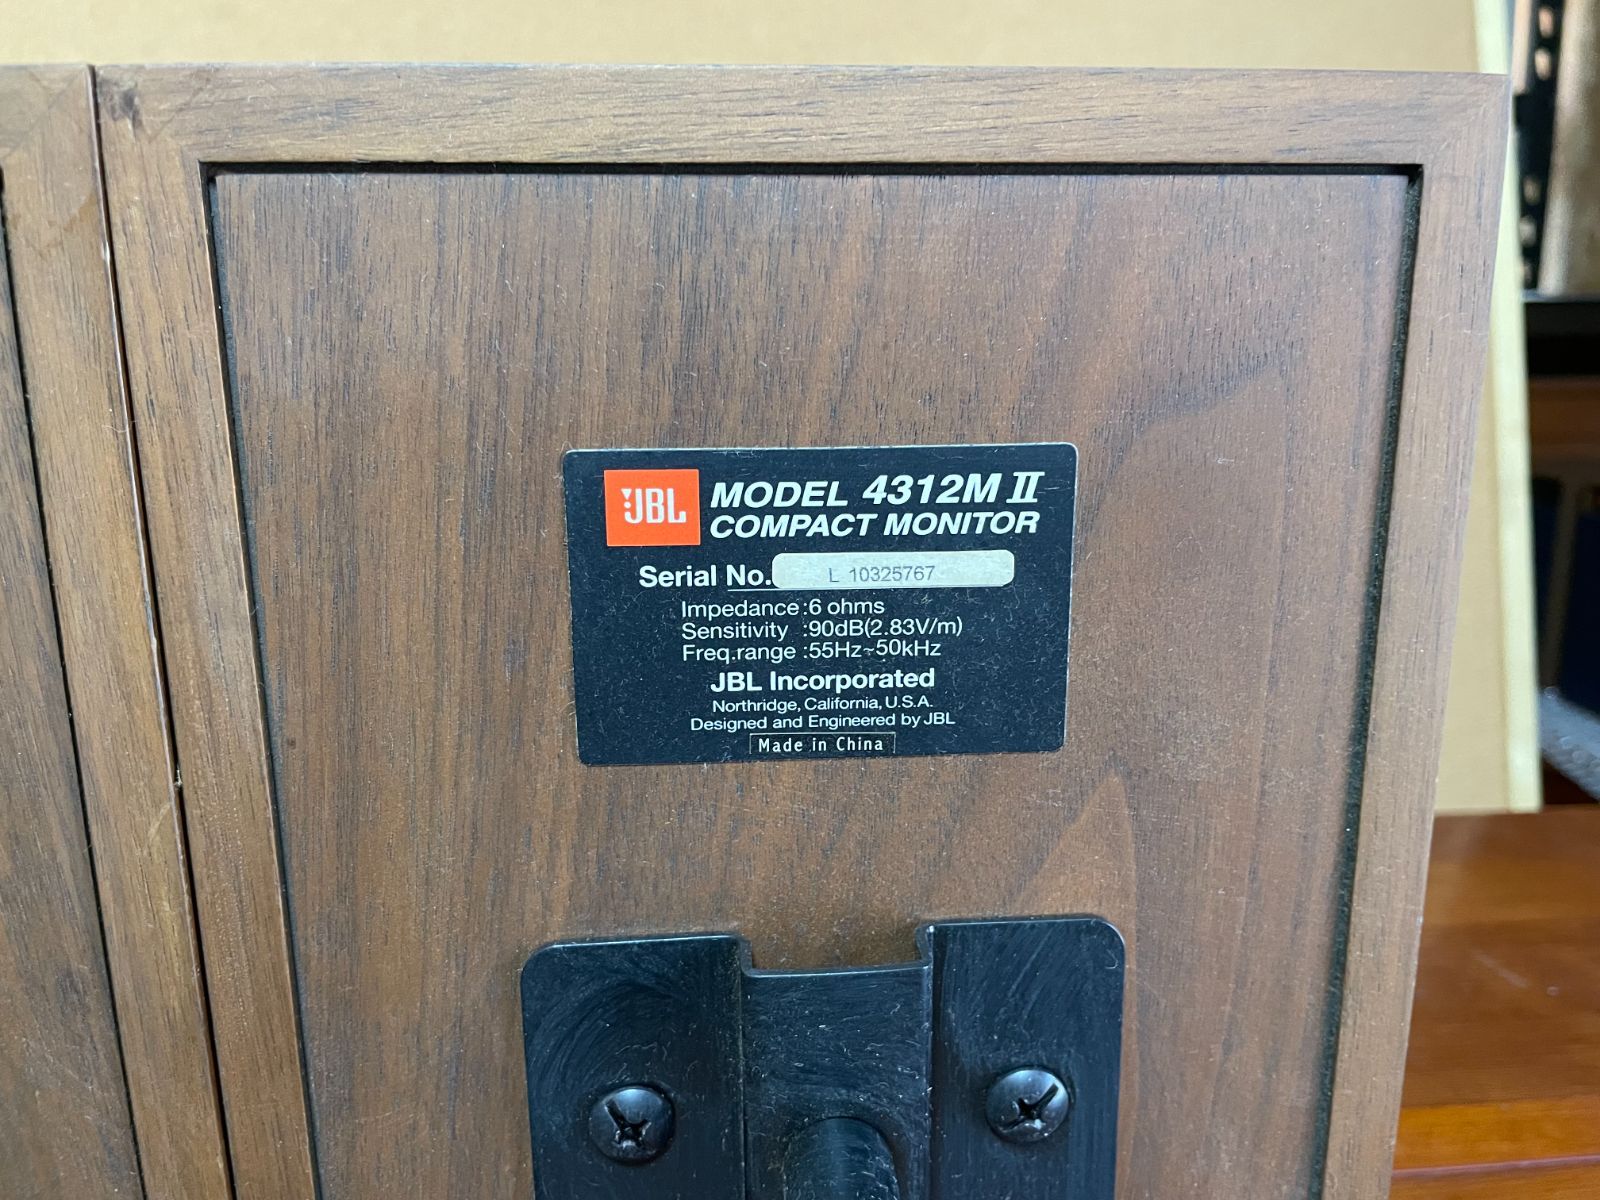 JBL
MODEL 4312M II
COMPACT MONITOR
Serial No. L 10325767
Impedance :6 ohms
Sensitivity :90dB(2.83V/m)
Freq.range :55Hz~50kHz
JBL Incorporated
Northridge, California, U.S.A.
Designed and Engineered by JBL
Made in China